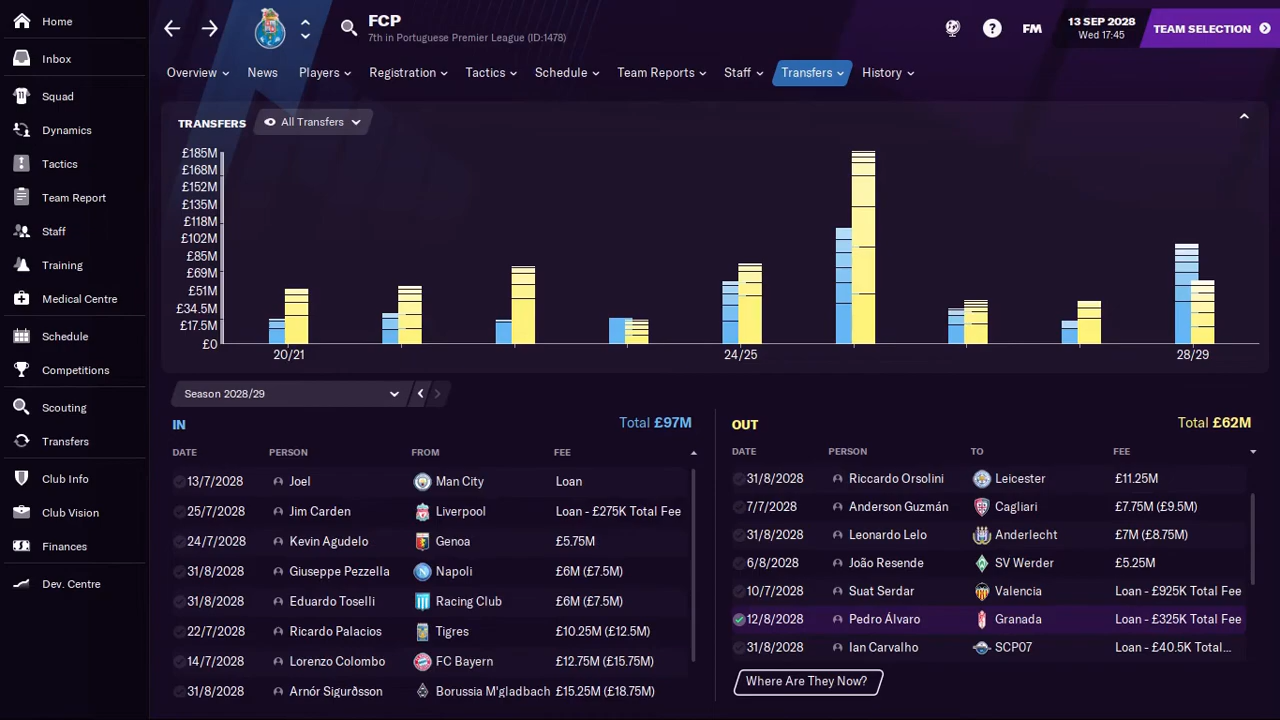 Home
Inbox
Squad
Dynamics
Tactics
Team Report
Staff
Training
Medical Centre
Schedule
Competitions
Scouting
Transfers
Club Info
Club Vision
Finances
Dev. Centre
FCP
7th in Portuguese Premier League (ID:1478)
?
FM
13 SEP 2028
Wed 17:45
TEAM SELECTION
Overview News Players Registration Tactics Schedule Team Reports Staff Transfers History
TRANSFERS All Transfers
£185M
£168M
£152M
£135M
£118M
£102M
£85M
£69M
£51M
£34.5M
£17.5M
£0
20/21 24/25 28/29
Season 2028/29
IN Total £97M
DATE PERSON FROM FEE
13/7/2028 Joel Man City Loan
25/7/2028 Jim Carden Liverpool Loan - £275K Total Fee
24/7/2028 Kevin Agudelo Genoa £5.75M
31/8/2028 Giuseppe Pezzella Napoli £6M (£7.5M)
31/8/2028 Eduardo Toselli Racing Club £6M (£7.5M)
22/7/2028 Ricardo Palacios Tigres £10.25M (£12.5M)
14/7/2028 Lorenzo Colombo FC Bayern £12.75M (£15.75M)
31/8/2028 Arnór Sigurðsson Borussia M'gladbach £15.25M (£18.75M)
OUT Total £62M
DATE PERSON TO FEE
31/8/2028 Riccardo Orsolini Leicester £11.25M
7/7/2028 Anderson Guzmán Cagliari £7.75M (£9.5M)
31/8/2028 Leonardo Lelo Anderlecht £7M (£8.75M)
6/8/2028 João Resende SV Werder £5.25M
10/7/2028 Suat Serdar Valencia Loan - £925K Total Fee
12/8/2028 Pedro Álvaro Granada Loan - £325K Total Fee
31/8/2028 Ian Carvalho SCP07 Loan - £40.5K Total...
Where Are They Now?